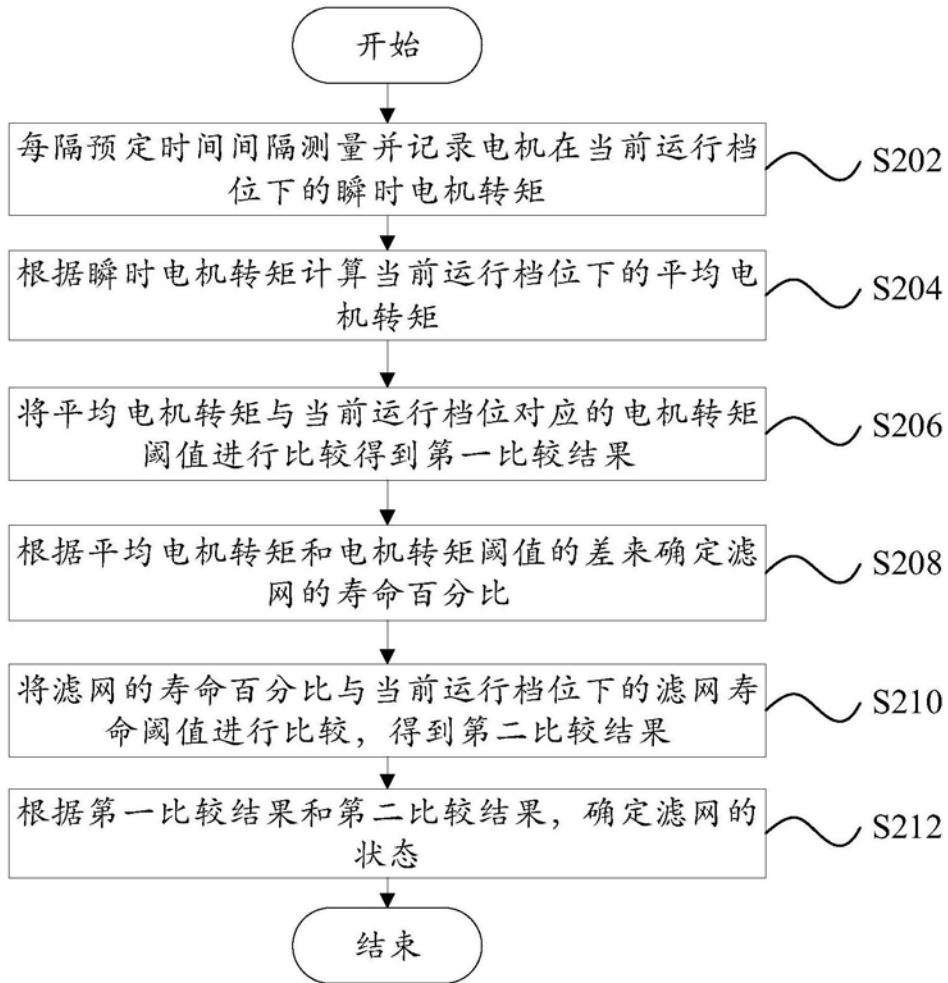 开始
每隔预定时间间隔测量并记录电机在当前运行档
位下的瞬时电机转矩
S202
根据瞬时电机转矩计算当前运行档位下的平均电
机转矩
S204
将平均电机转矩与当前运行档位对应的电机转矩
阈值进行比较得到第一比较结果
S206
根据平均电机转矩和电机转矩阈值的差来确定滤
网的寿命百分比
S208
将滤网的寿命百分比与当前运行档位下的滤网寿
命阈值进行比较，得到第二比较结果
S210
根据第一比较结果和第二比较结果，确定滤网的
状态
S212
结束